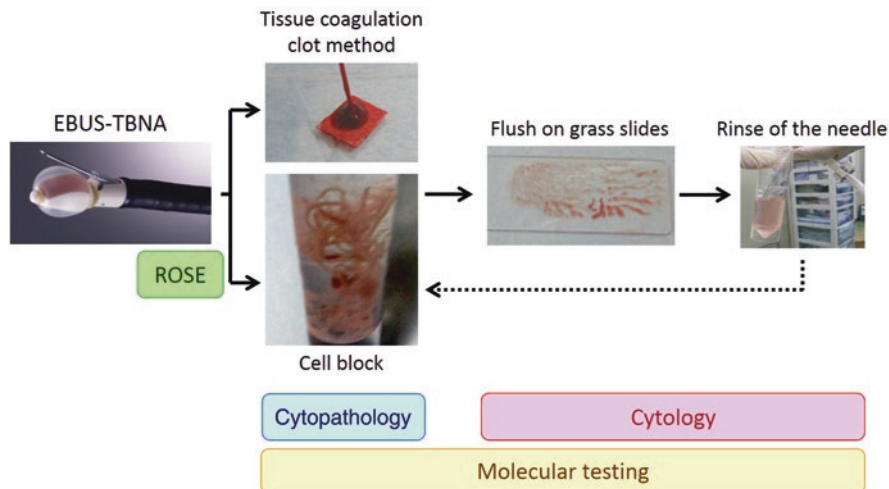 Tissue coagulation
clot method
EBUS-TBNA
Flush on grass slides
Rinse of the needle
ROSE
Cell block
Cytopathology
Cytology
Molecular testing